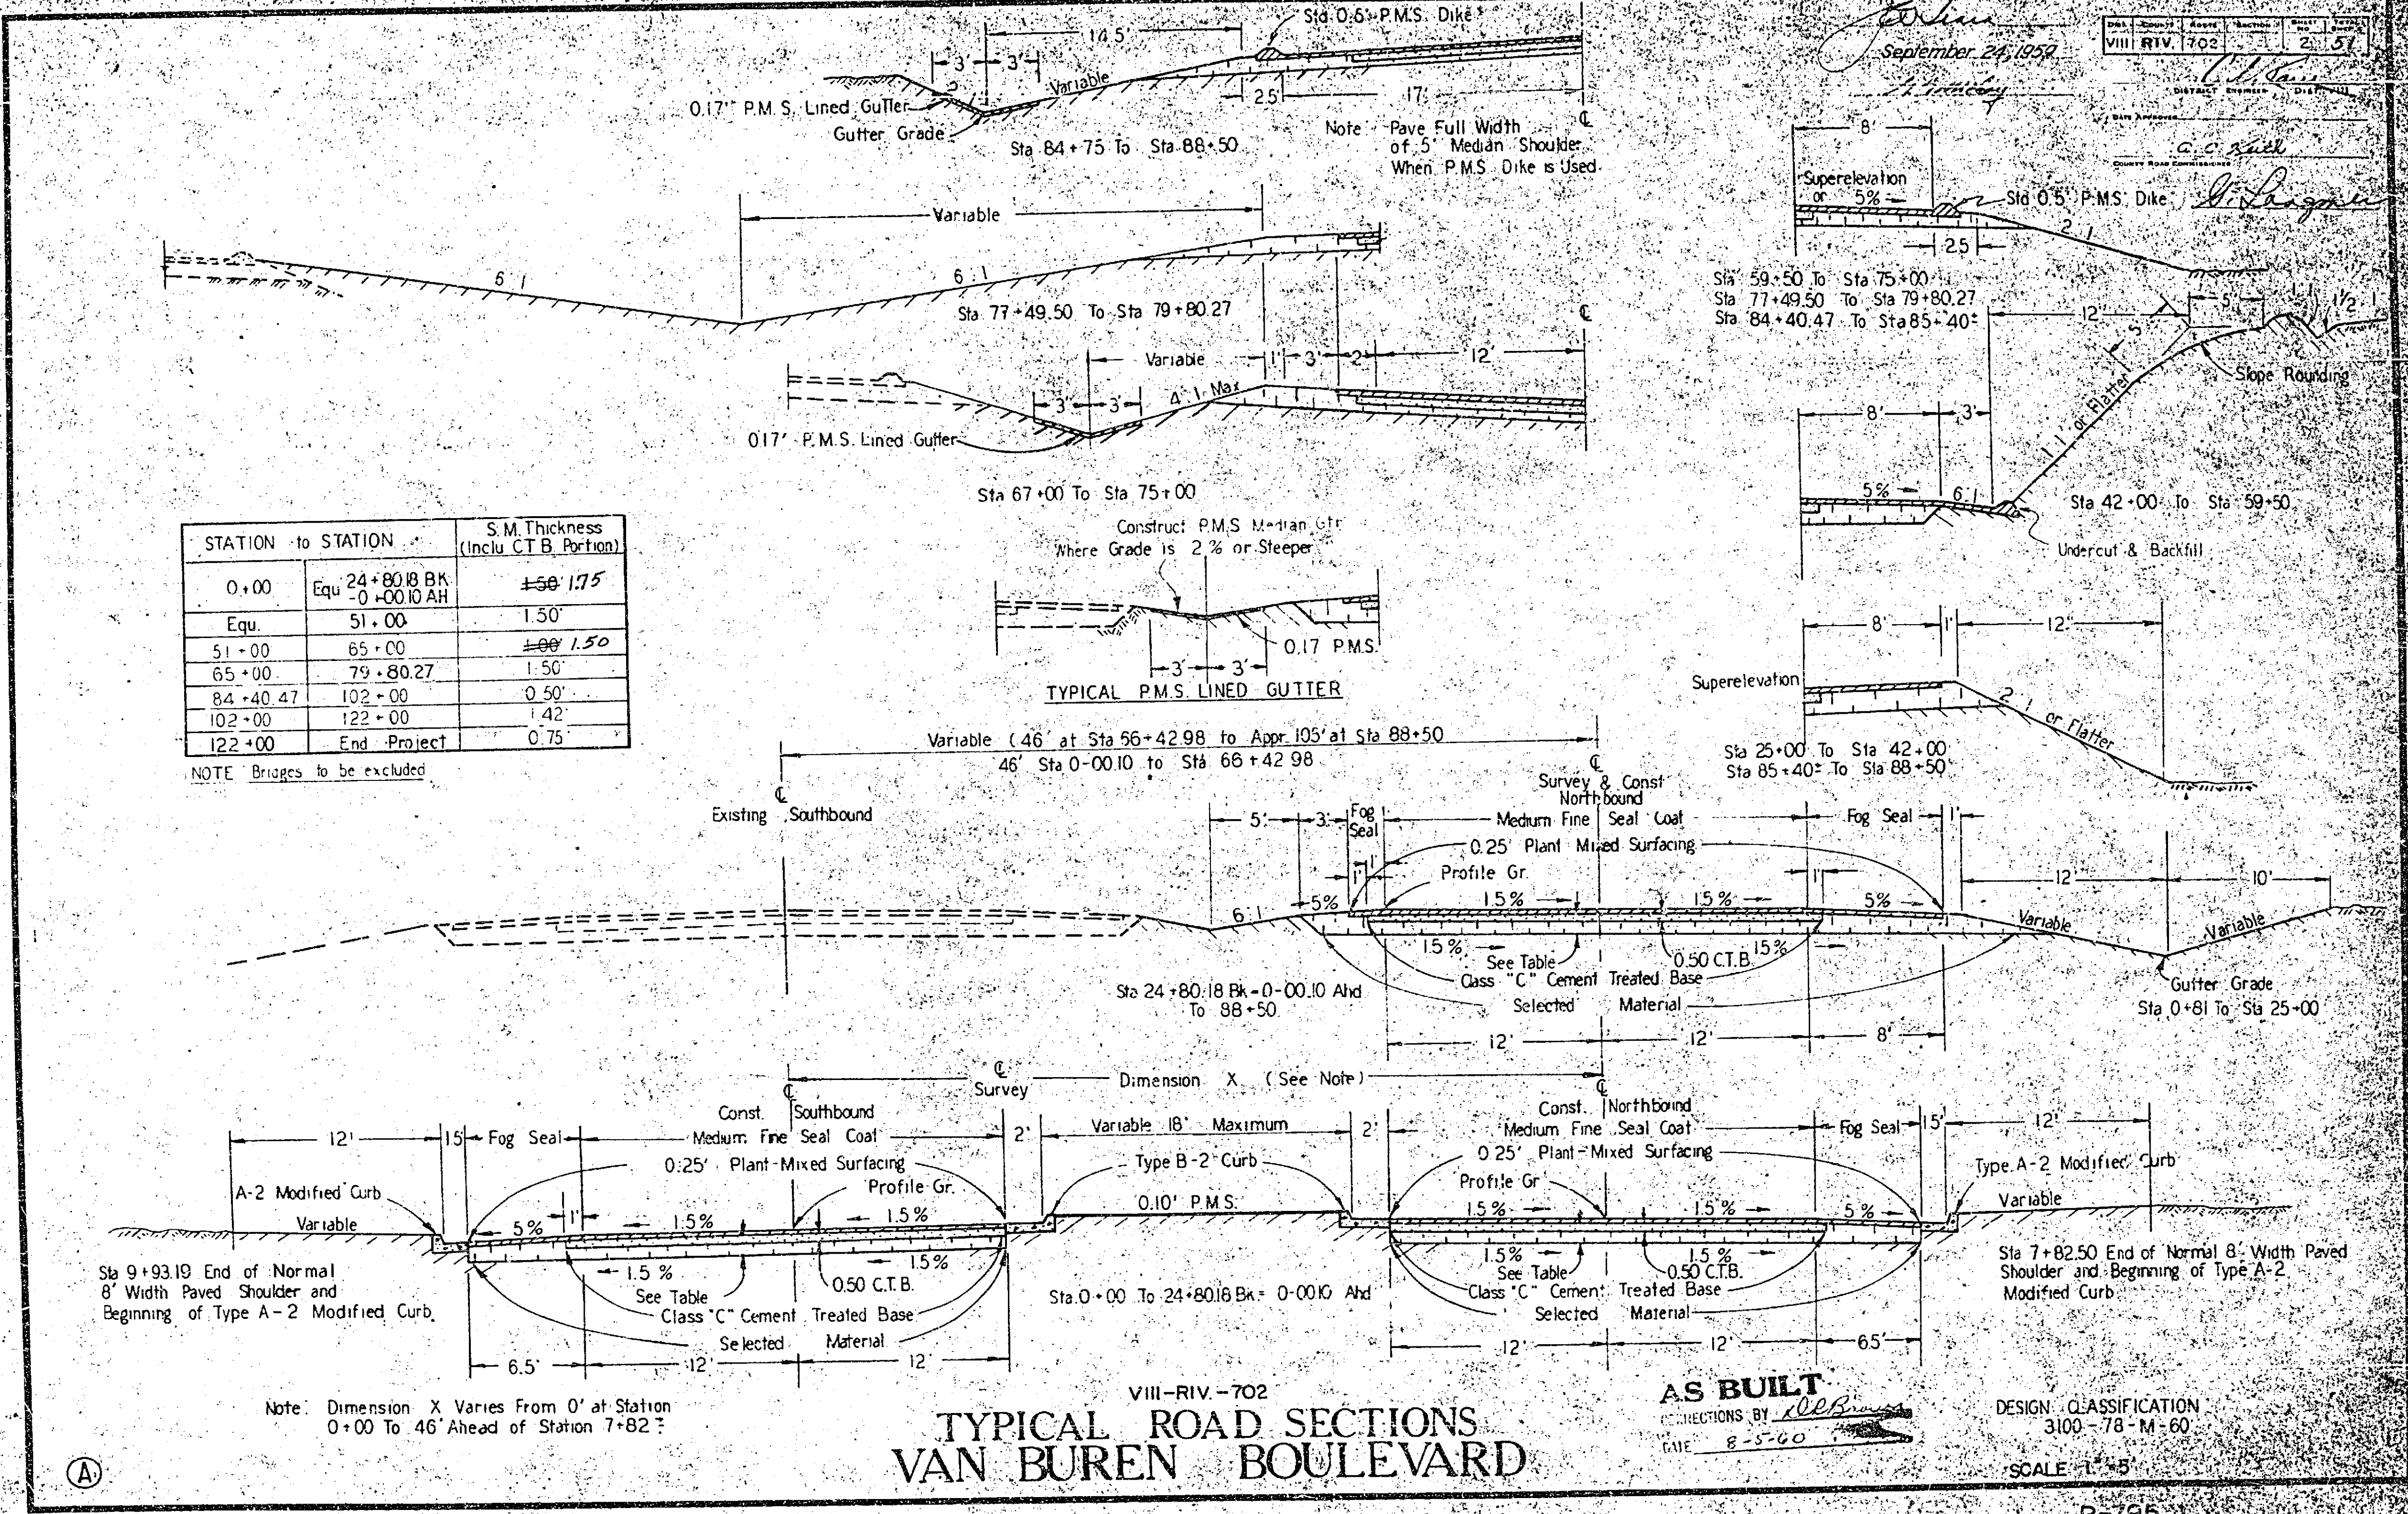 Std 0.5' P.M.S. Dike
14.5
3' 3'
2:1
Variable
0.17' P.M.S. Lined Gutter
Gutter Grade
2.5
17'
Sta 84+75 To Sta 88+50
Note Pave Full Width
of 5' Median Shoulder
When P.M.S. Dike is Used
September 24, 1959
COUNTY ROUTE SECTION
VIII RIV. 702 2 51
DISTRICT ENGINEER
DATE APPROVED
COUNTY ROAD COMMISSIONER
8'
Superelevation
or 5%
Std 0.5' P.M.S. Dike
2:1
2.5
Sta 59+50 To Sta 75+00
Sta 77+49.50 To Sta 79+80.27
Sta 84+40.47 To Sta 85+40±
Variable
6:1
6:1
Sta 77+49.50 To Sta 79+80.27
Variable 1' 3' 2' 12'
3' 3' 4:1 Max
0.17' P.M.S. Lined Gutter
Sta 67+00 To Sta 75+00
12' 5' 1½:1
5'
Slope Rounding
1:1 or Flatter
8' 3'
5% 6:1
Sta 42+00 To Sta 59+50
Undercut & Backfill
STATION to STATION S.M. Thickness
(Inclu C.T.B. Portion)
0+00 Equ 24+80.18 BK
-0+00.10 AH 1.50' 1.75
Equ. 51+00 1.50'
51+00 65+00 1.00' 1.50
65+00 79+80.27 1.50'
84+40.47 102+00 0.50'
102+00 122+00 1.42'
122+00 End Project 0.75'
NOTE Bridges to be excluded
Construct P.M.S Median Gtr
Where Grade is 2% or Steeper
0.17 P.M.S.
3' 3'
TYPICAL P.M.S. LINED GUTTER
8' 1' 12'
Superelevation
2:1 or Flatter
Sta 25+00 To Sta 42+00
Sta 85+40± To Sta 88+50
Variable (46' at Sta 66+42.98 to Appr. 105' at Sta 88+50
46' Sta 0-00.10 to Sta 66+42.98
Existing Southbound
Survey & Const
Northbound
5' 3' Fog
Seal
Medium Fine Seal Coat
Fog Seal 1'
0.25' Plant Mixed Surfacing
Profile Gr.
1' 1' 1'
12' 10'
6:1 5% 1.5% 1.5% 5%
Variable Variable
1.5% 1.5%
See Table 0.50 C.T.B.
Class "C" Cement Treated Base
Selected Material
Sta 24+80.18 Bk-0-00.10 Ahd
To 88+50
Gutter Grade
Sta 0+81 To Sta 25+00
12' 12' 8'
Survey
Dimension X (See Note)
Const. Southbound
Const. Northbound
12' 1.5 Fog Seal
Medium Fine Seal Coat
2' Variable 18' Maximum 2'
Medium Fine Seal Coat
Fog Seal 1.5' 12'
0.25' Plant-Mixed Surfacing
Type B-2 Curb
0.25' Plant-Mixed Surfacing
Type A-2 Modified Curb
A-2 Modified Curb
Profile Gr.
0.10' P.M.S.
Profile Gr
Variable 5% 1' 1.5% 1.5%
1.5% 1.5% 5% Variable
1.5% 1.5%
1.5% 1.5%
See Table 0.50 C.T.B.
Class "C" Cement Treated Base
Selected Material
See Table 0.50 C.T.B.
Class "C" Cement Treated Base
Selected Material
Sta 9+93.19 End of Normal
8' Width Paved Shoulder and
Beginning of Type A-2 Modified Curb.
Sta.0+00 To 24+80.18 Bk= 0-00.10 Ahd
Sta 7+82.50 End of Normal 8' Width Paved
Shoulder and Beginning of Type A-2
Modified Curb
6.5' 12' 12'
12' 12' 6.5'
Note: Dimension X Varies From 0' at Station
0+00 To 46' Ahead of Station 7+82±
VIII-RIV.-702
TYPICAL ROAD SECTIONS
VAN BUREN BOULEVARD
AS BUILT
CORRECTIONS BY
DATE 8-5-60
DESIGN CLASSIFICATION
3100-78-M-60
SCALE 1"=5'
A